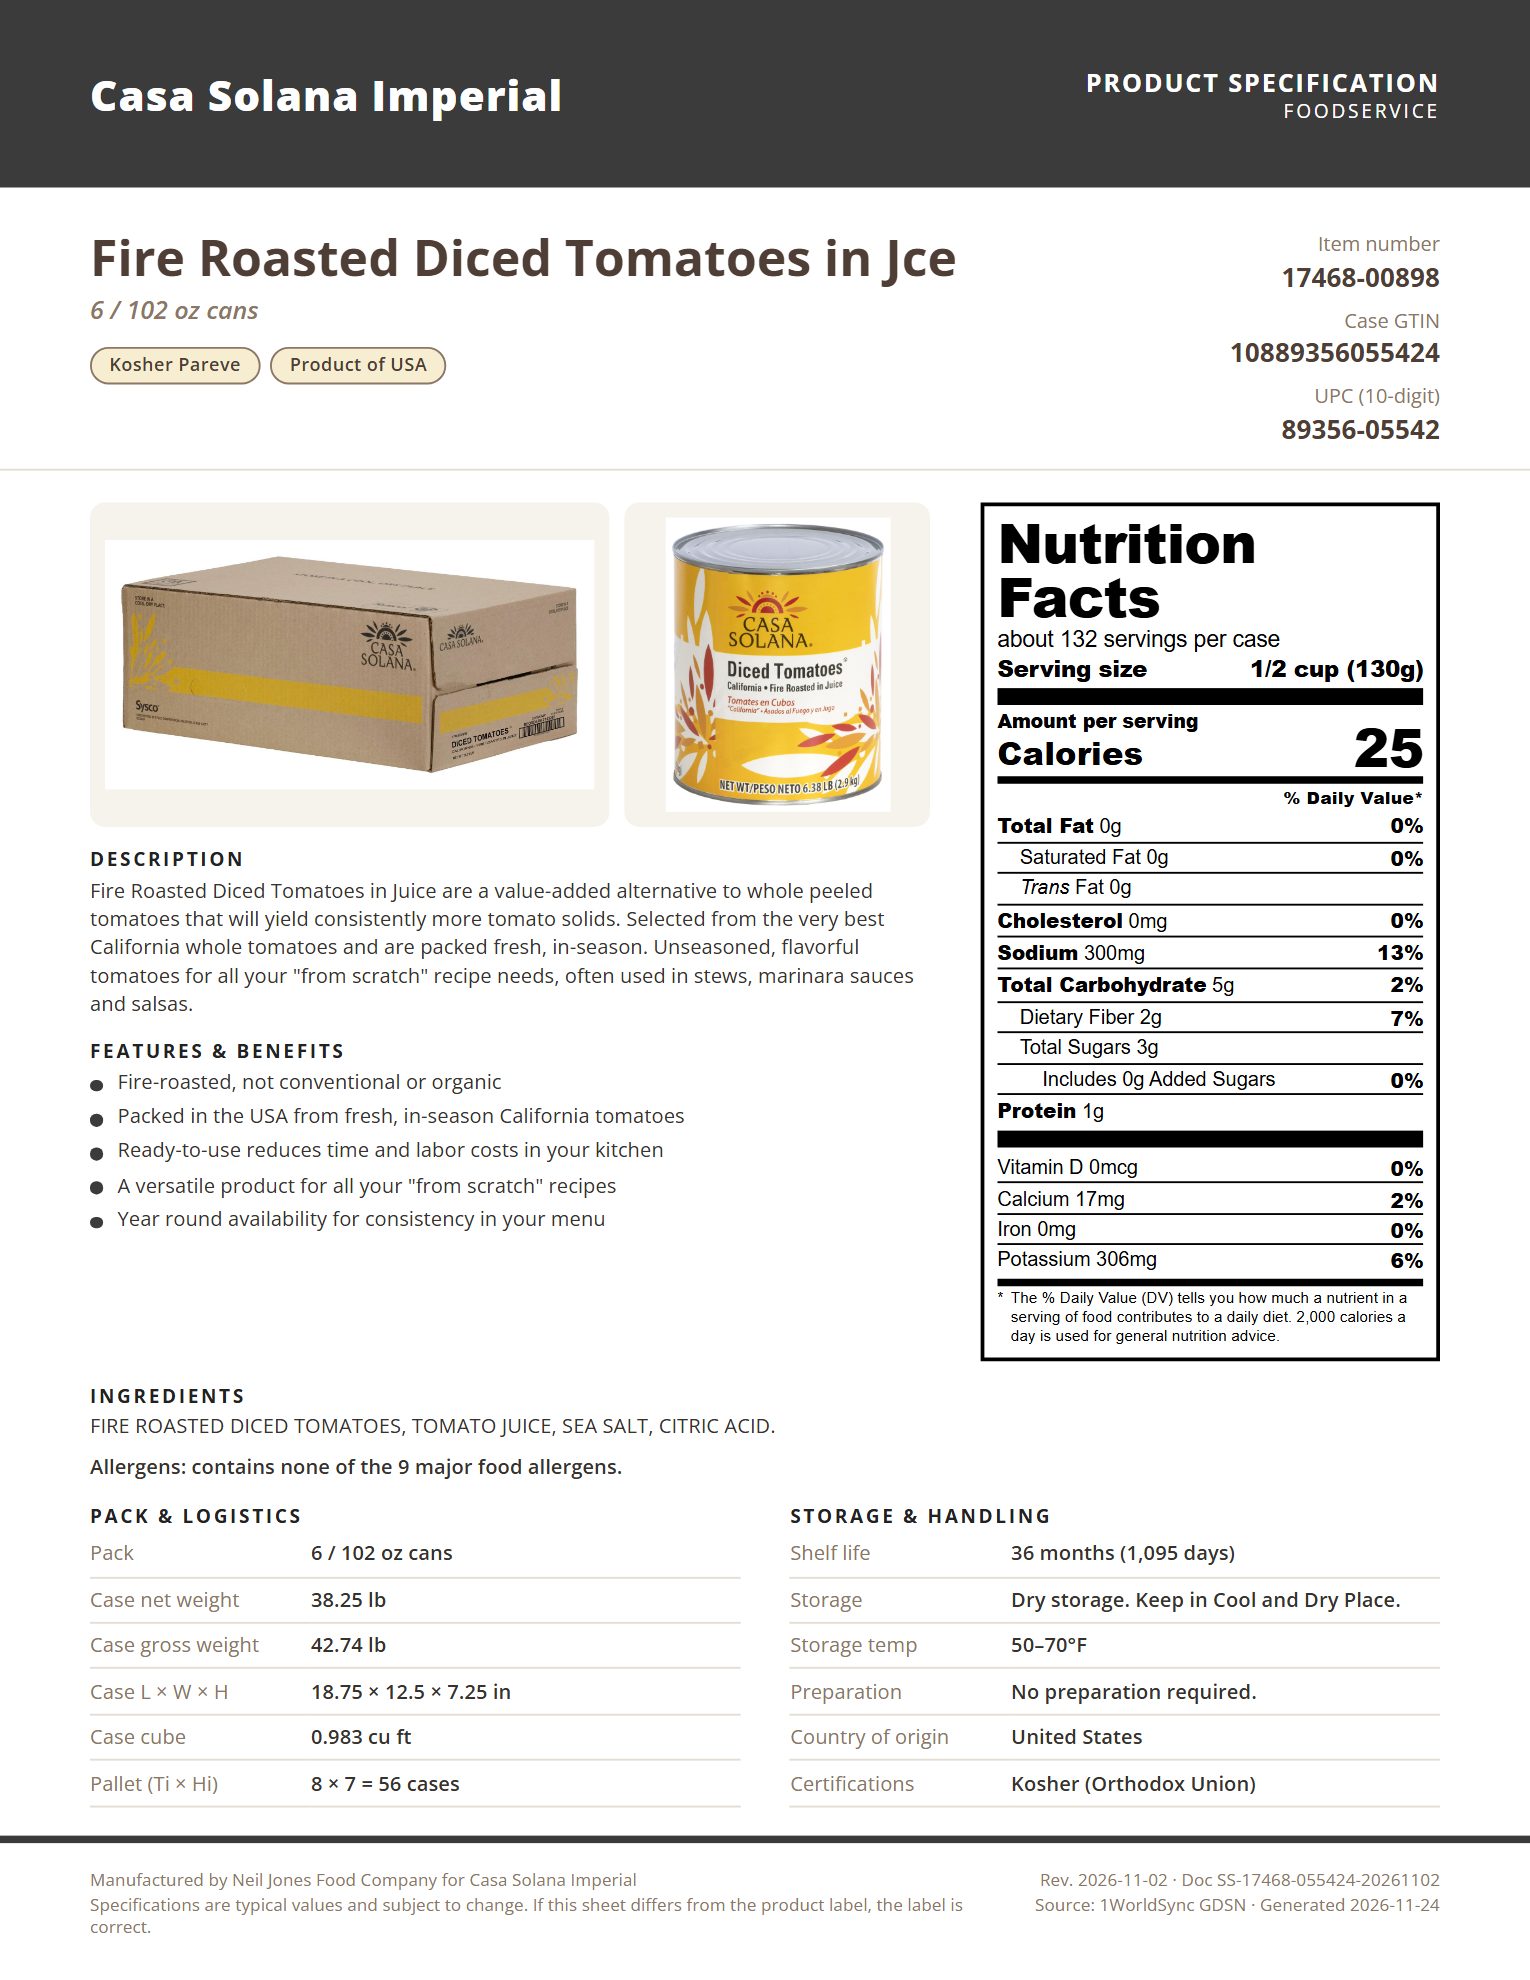 Casa Solana Imperial
PRODUCT SPECIFICATION
FOODSERVICE
Fire Roasted Diced Tomatoes in Jce
6 / 102 oz cans
Kosher Pareve
Product of USA
Item number
17468-00898
Case GTIN
10889356055424
UPC (10-digit)
89356-05542
STORE IN A
COOL, DRY PLACE.
CASA
SOLANA.
CASA SOLANA.
Sysco
DICED TOMATOES
CASA
SOLANA.
Diced Tomatoes
California • Fire Roasted in Juice
Tomates en Cubos
"California" • Asados al Fuego y en Jugo
NET WT/PESO NETO 6.38 LB (2.9 kg)
DESCRIPTION
Fire Roasted Diced Tomatoes in Juice are a value-added alternative to whole peeled
tomatoes that will yield consistently more tomato solids. Selected from the very best
California whole tomatoes and are packed fresh, in-season. Unseasoned, flavorful
tomatoes for all your "from scratch" recipe needs, often used in stews, marinara sauces
and salsas.
FEATURES & BENEFITS
Fire-roasted, not conventional or organic
Packed in the USA from fresh, in-season California tomatoes
Ready-to-use reduces time and labor costs in your kitchen
A versatile product for all your "from scratch" recipes
Year round availability for consistency in your menu
Nutrition
Facts
about 132 servings per case
Serving size 1/2 cup (130g)
Amount per serving
Calories 25
% Daily Value*
Total Fat 0g 0%
Saturated Fat 0g 0%
Trans Fat 0g
Cholesterol 0mg 0%
Sodium 300mg 13%
Total Carbohydrate 5g 2%
Dietary Fiber 2g 7%
Total Sugars 3g
Includes 0g Added Sugars 0%
Protein 1g
Vitamin D 0mcg 0%
Calcium 17mg 2%
Iron 0mg 0%
Potassium 306mg 6%
* The % Daily Value (DV) tells you how much a nutrient in a
serving of food contributes to a daily diet. 2,000 calories a
day is used for general nutrition advice.
INGREDIENTS
FIRE ROASTED DICED TOMATOES, TOMATO JUICE, SEA SALT, CITRIC ACID.
Allergens: contains none of the 9 major food allergens.
PACK & LOGISTICS
Pack 6 / 102 oz cans
Case net weight 38.25 lb
Case gross weight 42.74 lb
Case L × W × H 18.75 × 12.5 × 7.25 in
Case cube 0.983 cu ft
Pallet (Ti × Hi) 8 × 7 = 56 cases
STORAGE & HANDLING
Shelf life 36 months (1,095 days)
Storage Dry storage. Keep in Cool and Dry Place.
Storage temp 50–70°F
Preparation No preparation required.
Country of origin United States
Certifications Kosher (Orthodox Union)
Manufactured by Neil Jones Food Company for Casa Solana Imperial
Specifications are typical values and subject to change. If this sheet differs from the product label, the label is
correct.
Rev. 2026-11-02 · Doc SS-17468-055424-20261102
Source: 1WorldSync GDSN · Generated 2026-11-24